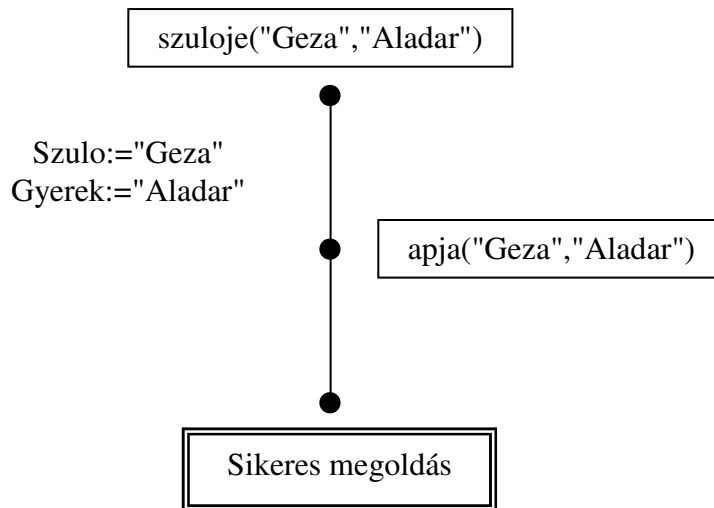 szuloje("Geza","Aladar")
Szulo:="Geza"
Gyerek:="Aladar"
apja("Geza","Aladar")
Sikeres megoldás